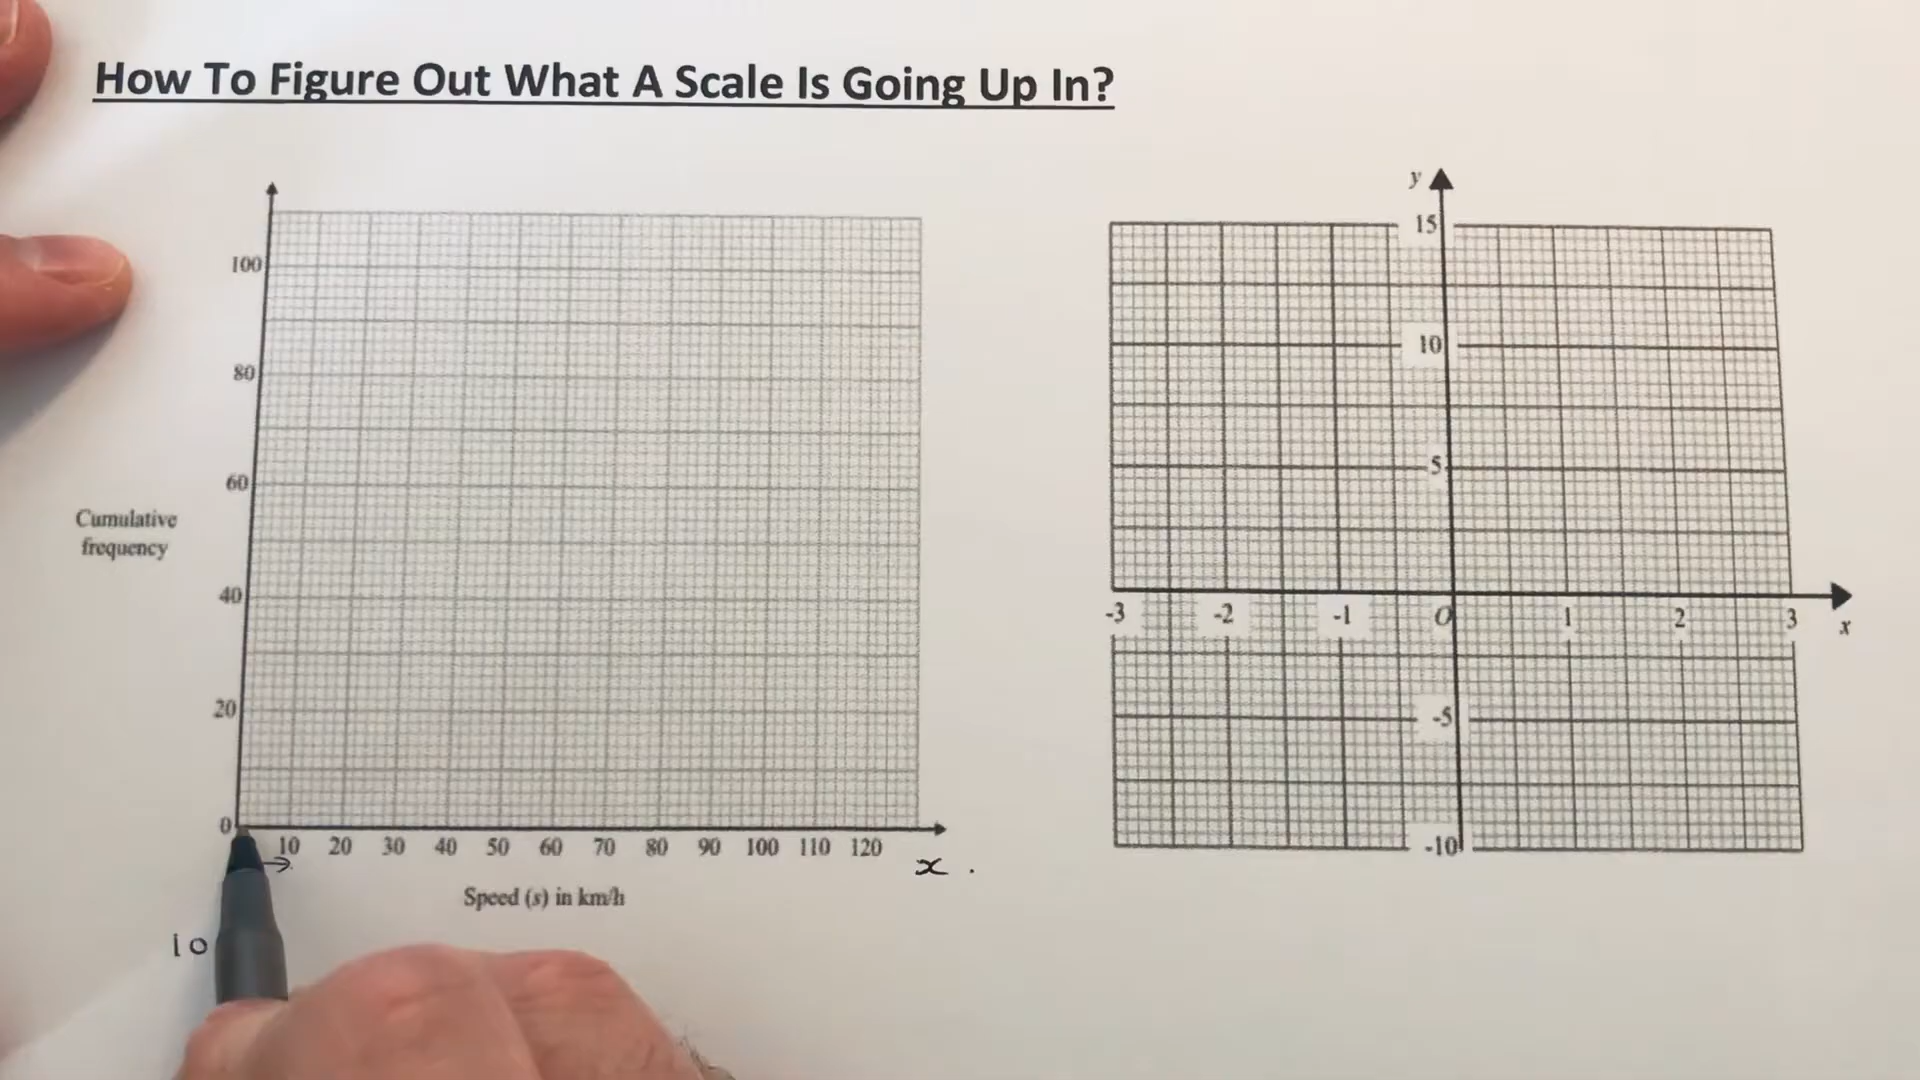 How To Figure Out What A Scale Is Going Up In?
100
80
60
Cumulative
frequency
40
20
0
10 20 30 40 50 60 70 80 90 100 110 120
x
Speed (s) in km/h
10
y
15
10
5
-3 -2 -1 O 1 2 3
x
-5
-10